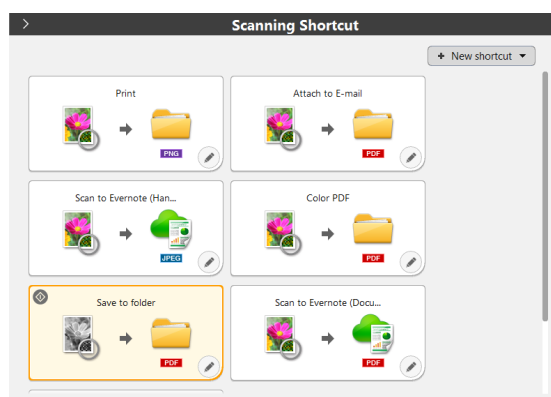 Scanning Shortcut
+ New shortcut
Print
PNG
Attach to E-mail
PDF
Scan to Evernote (Han...
JPEG
Color PDF
PDF
Save to folder
PDF
Scan to Evernote (Docu...
PDF